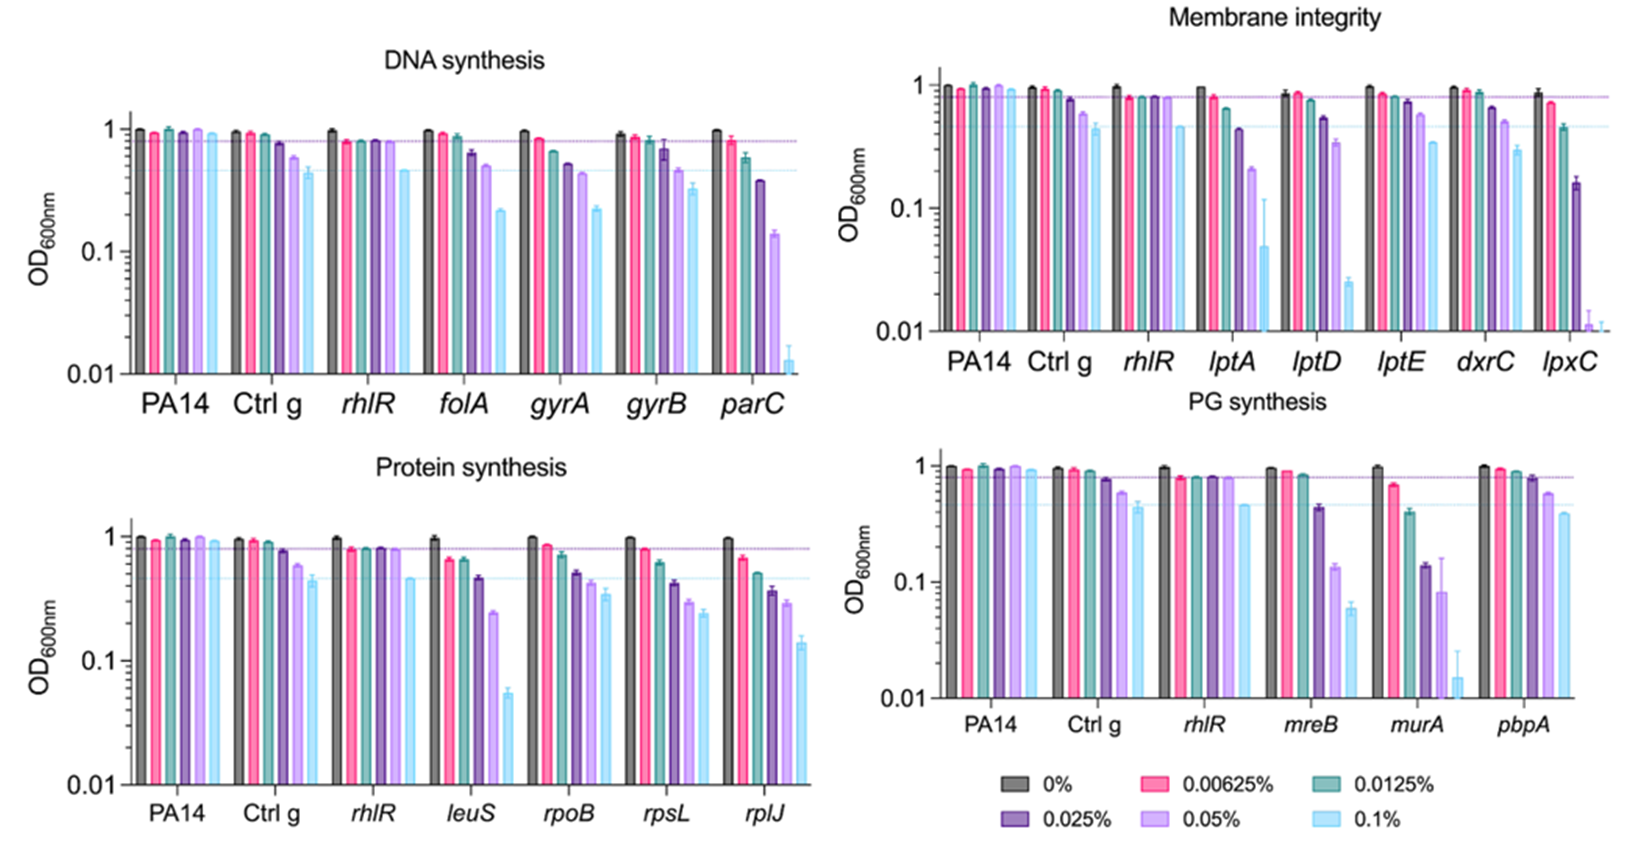 DNA synthesis
OD600nm
1
0.1
0.01
PA14 Ctrl g rhlR folA gyrA gyrB parC
Membrane integrity
OD600nm
1
0.1
0.01
PA14 Ctrl g rhlR lptA lptD lptE dxrC lpxC
Protein synthesis
OD600nm
1
0.1
0.01
PA14 Ctrl g rhlR leuS rpoB rpsL rplJ
PG synthesis
OD600nm
1
0.1
0.01
PA14 Ctrl g rhlR mreB murA pbpA
0% 0.00625% 0.0125%
0.025% 0.05% 0.1%